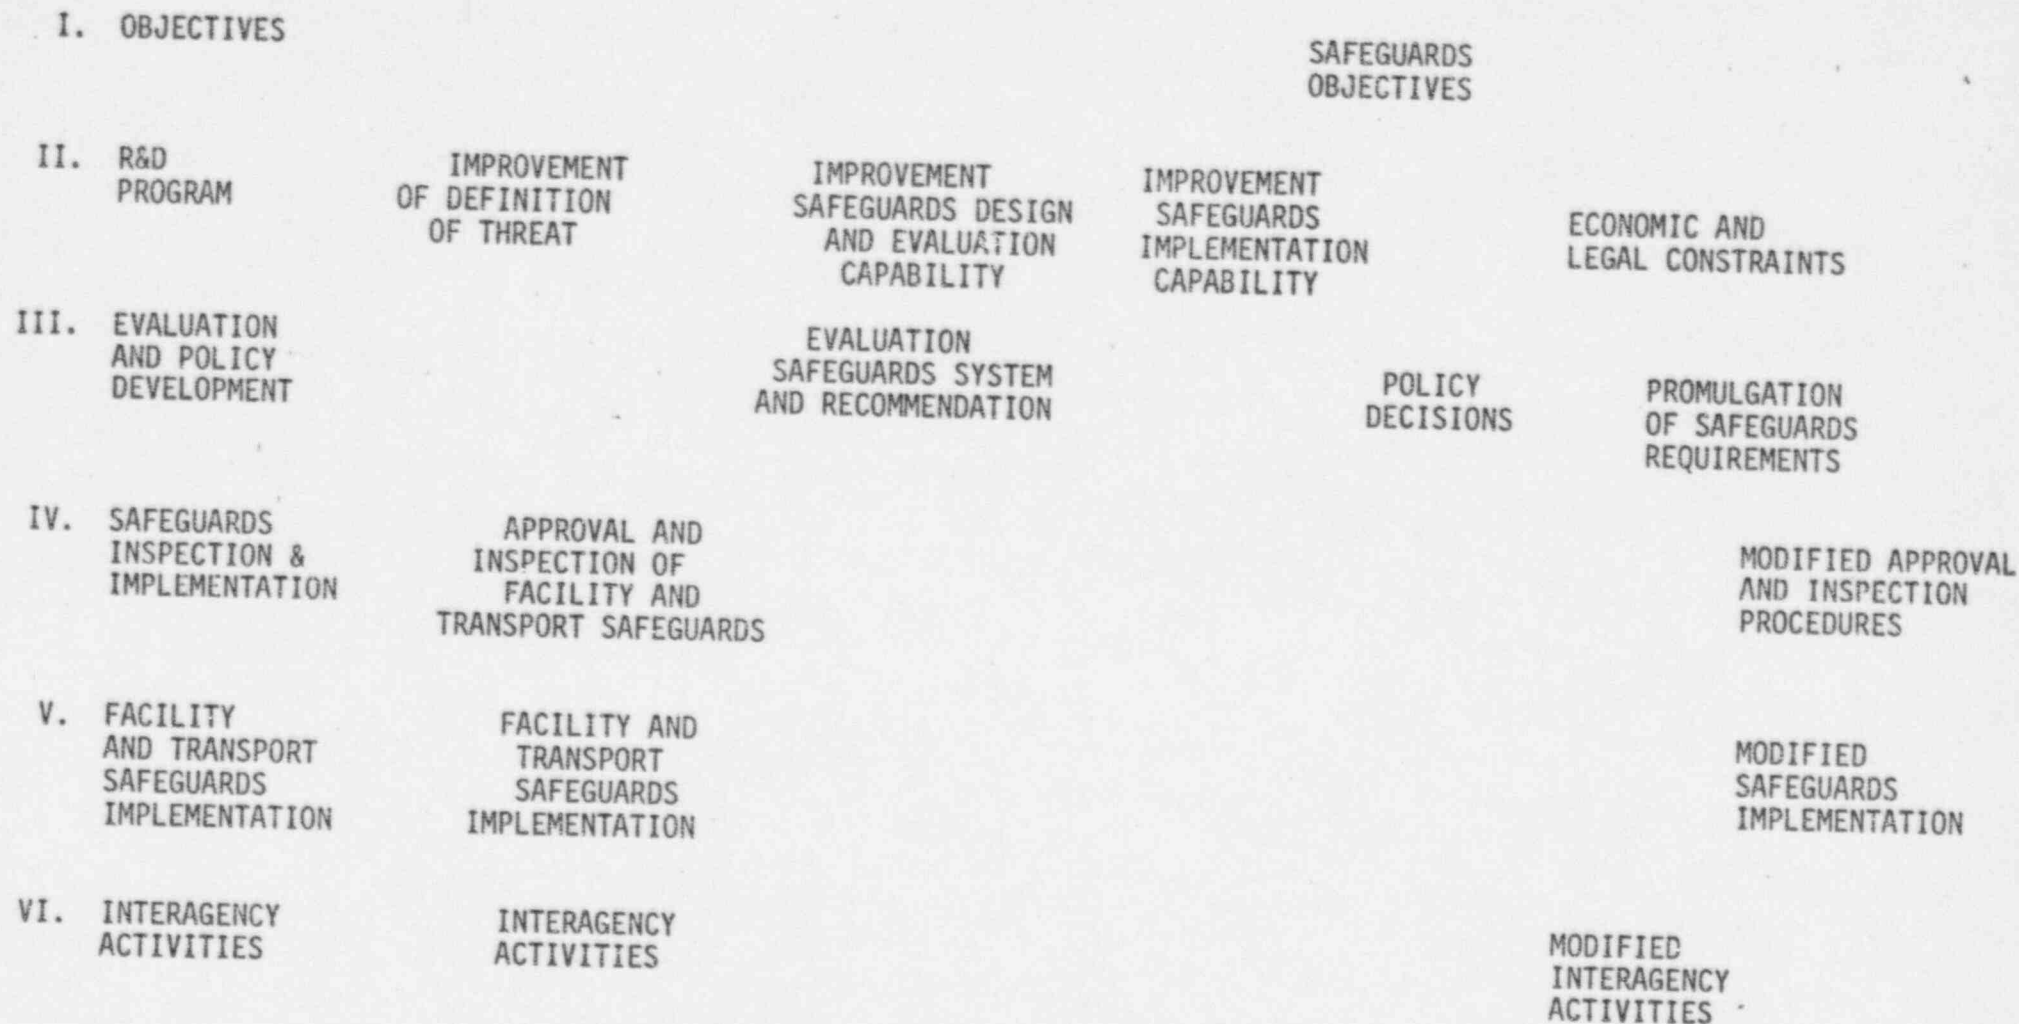 I. OBJECTIVES
SAFEGUARDS
OBJECTIVES
II. R&D
PROGRAM
IMPROVEMENT
OF DEFINITION
OF THREAT
IMPROVEMENT
SAFEGUARDS DESIGN
AND EVALUATION
CAPABILITY
IMPROVEMENT
SAFEGUARDS
IMPLEMENTATION
CAPABILITY
ECONOMIC AND
LEGAL CONSTRAINTS
III. EVALUATION
AND POLICY
DEVELOPMENT
EVALUATION
SAFEGUARDS SYSTEM
AND RECOMMENDATION
POLICY
DECISIONS
PROMULGATION
OF SAFEGUARDS
REQUIREMENTS
IV. SAFEGUARDS
INSPECTION &
IMPLEMENTATION
APPROVAL AND
INSPECTION OF
FACILITY AND
TRANSPORT SAFEGUARDS
MODIFIED APPROVAL
AND INSPECTION
PROCEDURES
V. FACILITY
AND TRANSPORT
SAFEGUARDS
IMPLEMENTATION
FACILITY AND
TRANSPORT
SAFEGUARDS
IMPLEMENTATION
MODIFIED
SAFEGUARDS
IMPLEMENTATION
VI. INTERAGENCY
ACTIVITIES
INTERAGENCY
ACTIVITIES
MODIFIED
INTERAGENCY
ACTIVITIES